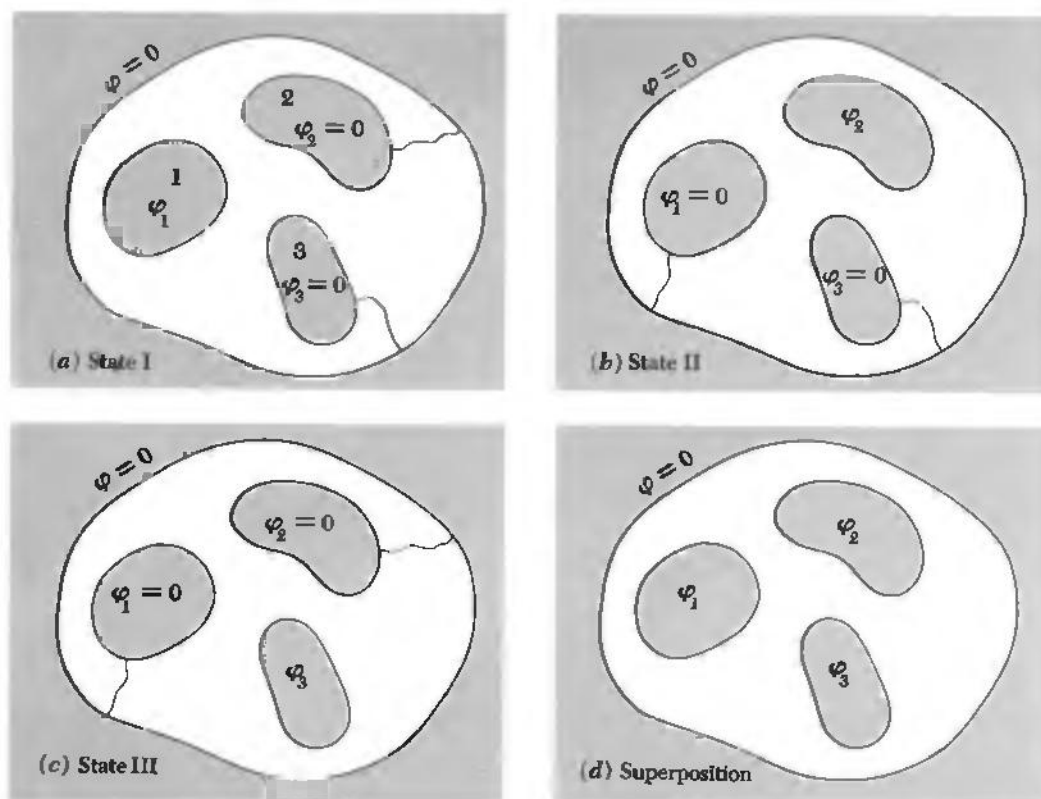 φ = 0
2
φ₂ = 0
1
φ₁
3
φ₃ = 0
(a) State I
φ = 0
φ₂
φ₁ = 0
φ₃ = 0
(b) State II
φ = 0
φ₂ = 0
φ₁ = 0
φ₃
(c) State III
φ = 0
φ₂
φ₁
φ₃
(d) Superposition